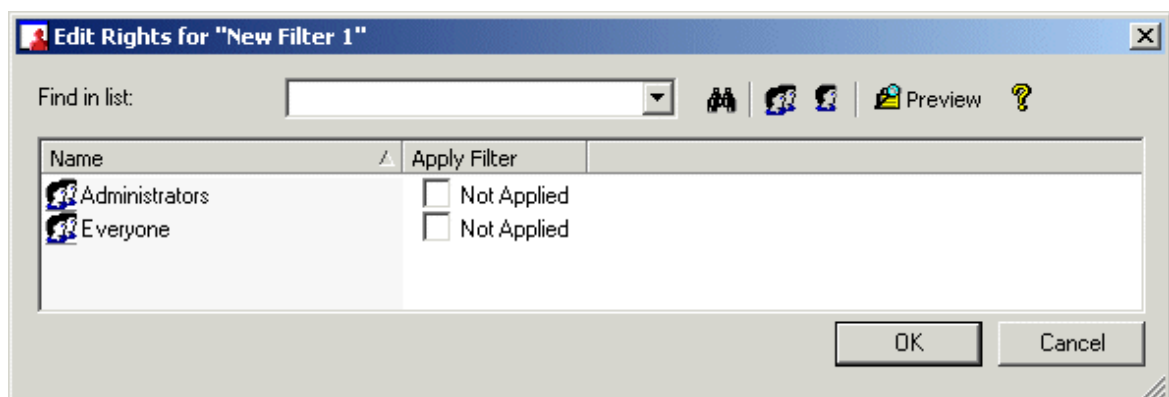 Edit Rights for "New Filter 1"
Find in list:
Preview
Name Apply Filter
Administrators Not Applied
Everyone Not Applied
OK Cancel